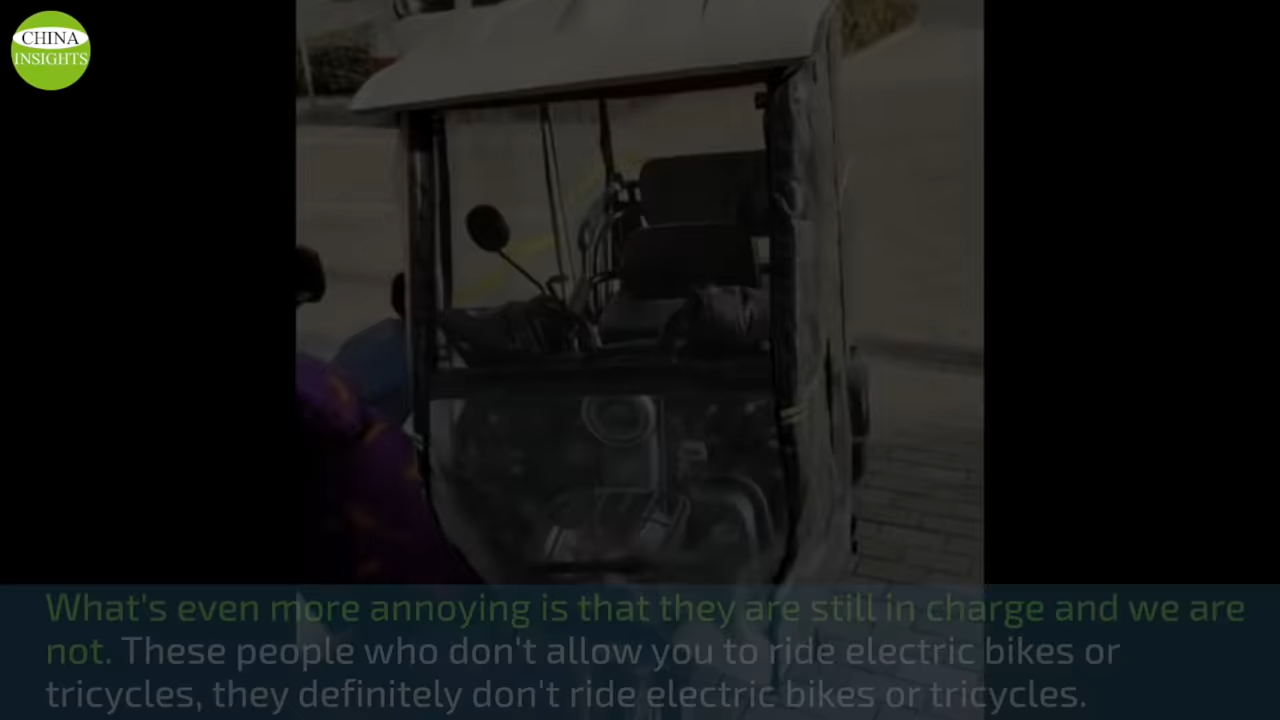 CHINA
INSIGHTS
What's even more annoying is that they are still in charge and we are
not. These people who don't allow you to ride electric bikes or
tricycles, they definitely don't ride electric bikes or tricycles.